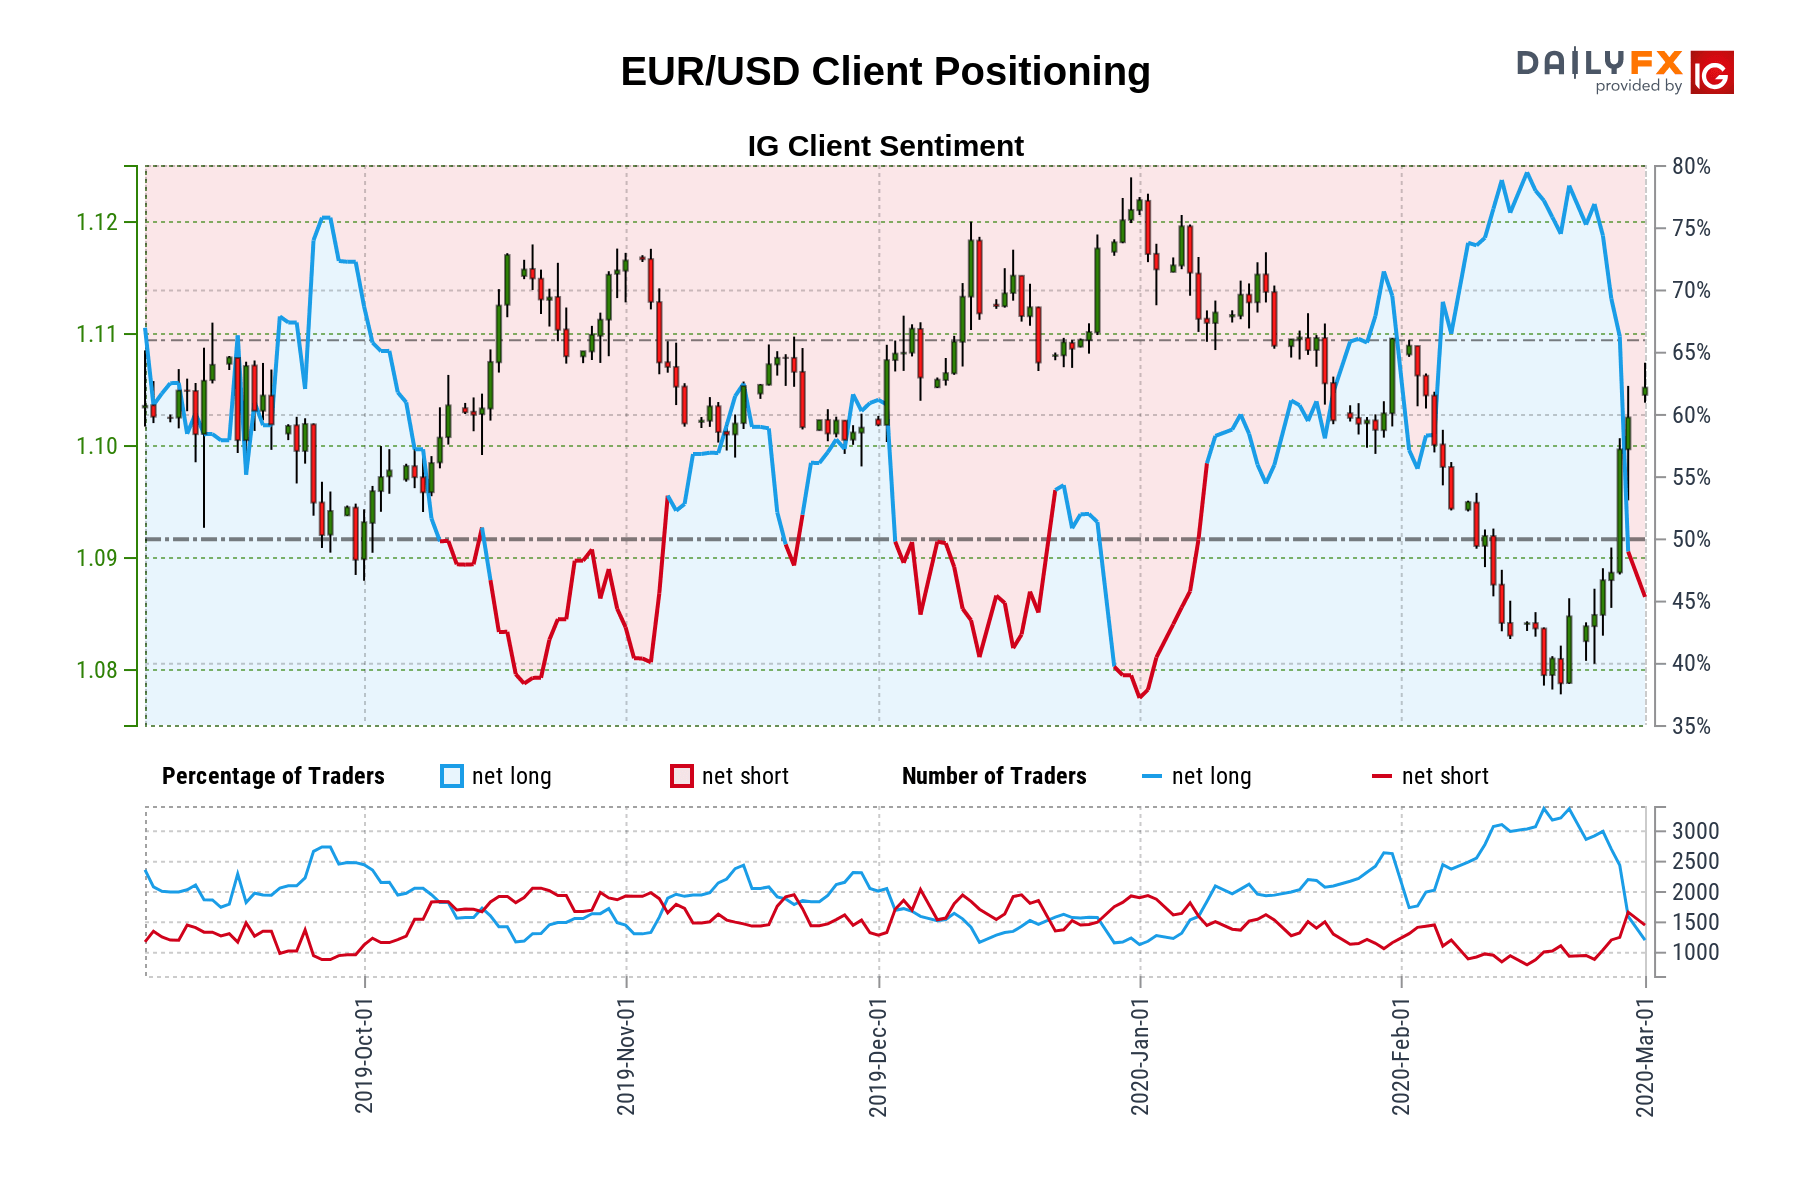 EUR/USD Client Positioning
DAILYFX
provided by IG
IG Client Sentiment
80%
1.12
75%
70%
1.11
65%
60%
1.10
55%
50%
1.09
45%
1.08
40%
35%
Percentage of Traders net long net short Number of Traders net long net short
3000
2500
2000
1500
1000
2019-Oct-01
2019-Nov-01
2019-Dec-01
2020-Jan-01
2020-Feb-01
2020-Mar-01